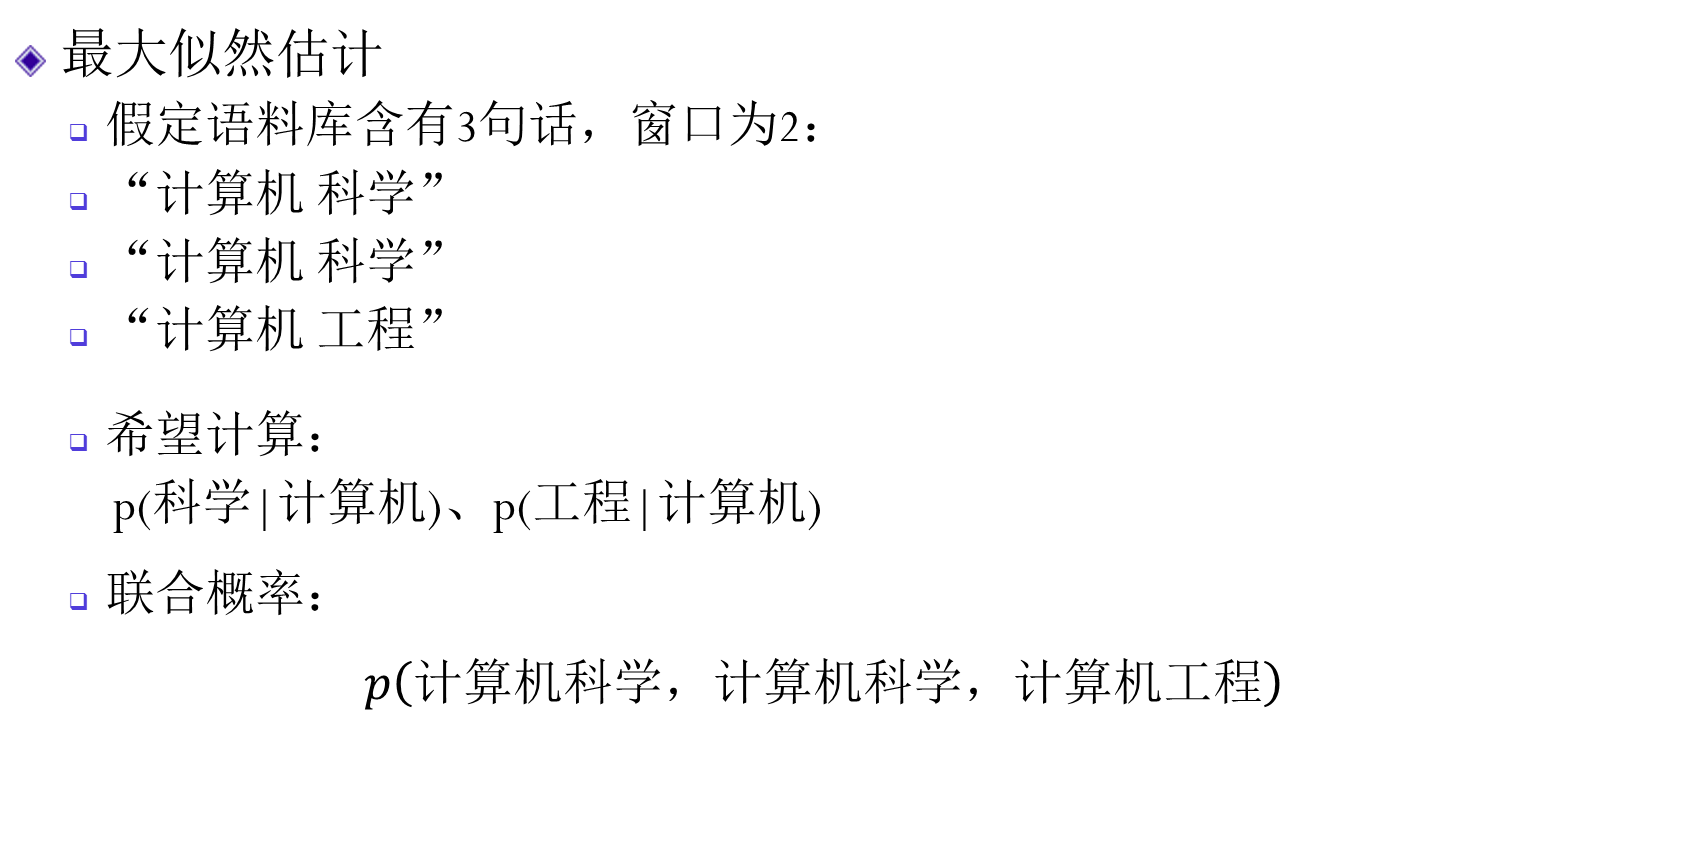 最大似然估计
假定语料库含有3句话，窗口为2：
“计算机 科学”
“计算机 科学”
“计算机 工程”
希望计算：
p(科学|计算机)、p(工程|计算机)
联合概率：
p(计算机科学，计算机科学，计算机工程)